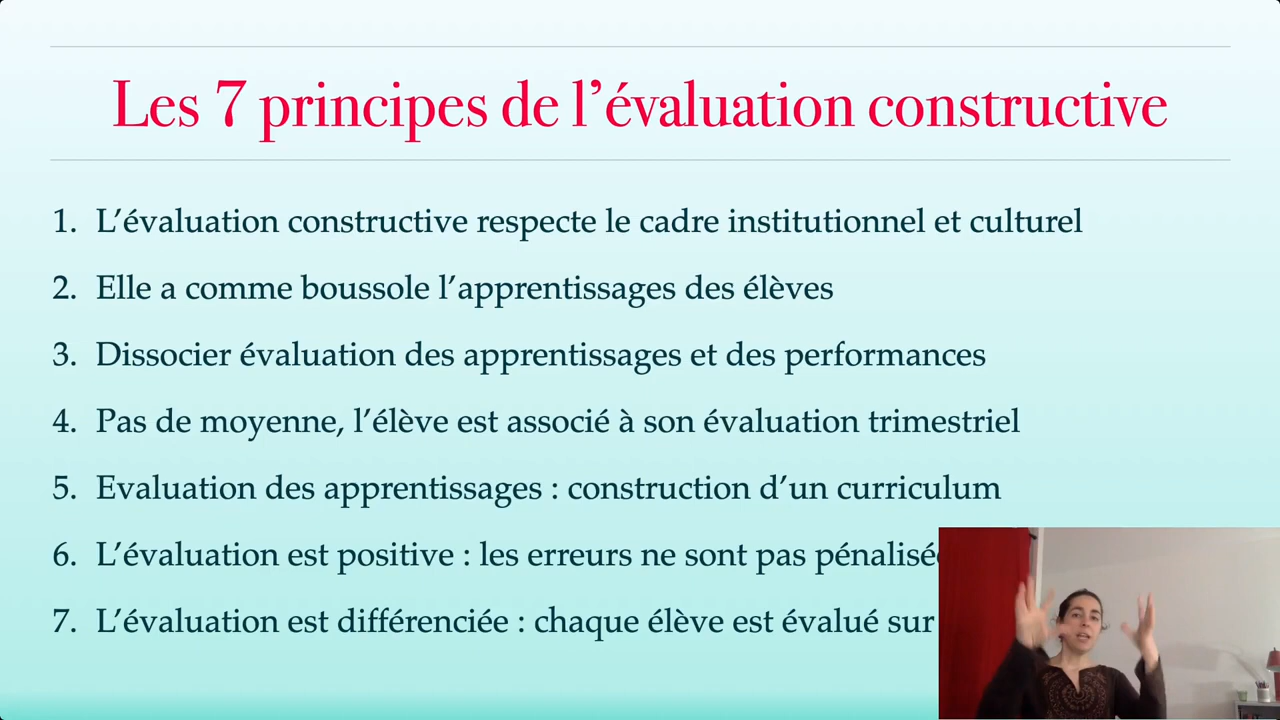 Les 7 principes de l’évaluation constructive
1. L’évaluation constructive respecte le cadre institutionnel et culturel
2. Elle a comme boussole l’apprentissages des élèves
3. Dissocier évaluation des apprentissages et des performances
4. Pas de moyenne, l’élève est associé à son évaluation trimestriel
5. Evaluation des apprentissages : construction d’un curriculum
6. L’évaluation est positive : les erreurs ne sont pas
7. L’évaluation est différenciée : chaque élève est évalué sur